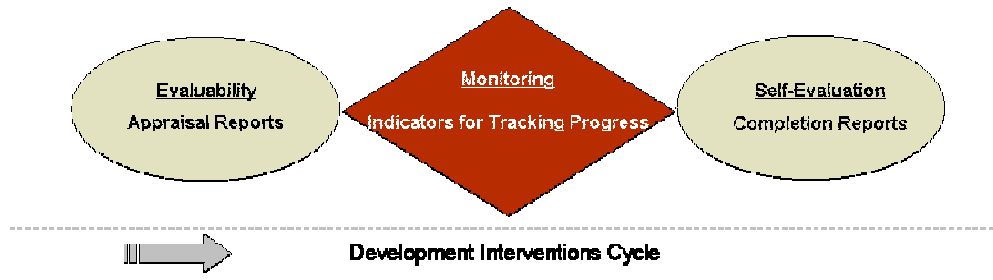 Evaluability
Appraisal Reports
Monitoring
Indicators for Tracking Progress
Self-Evaluation
Completion Reports
Development Interventions Cycle